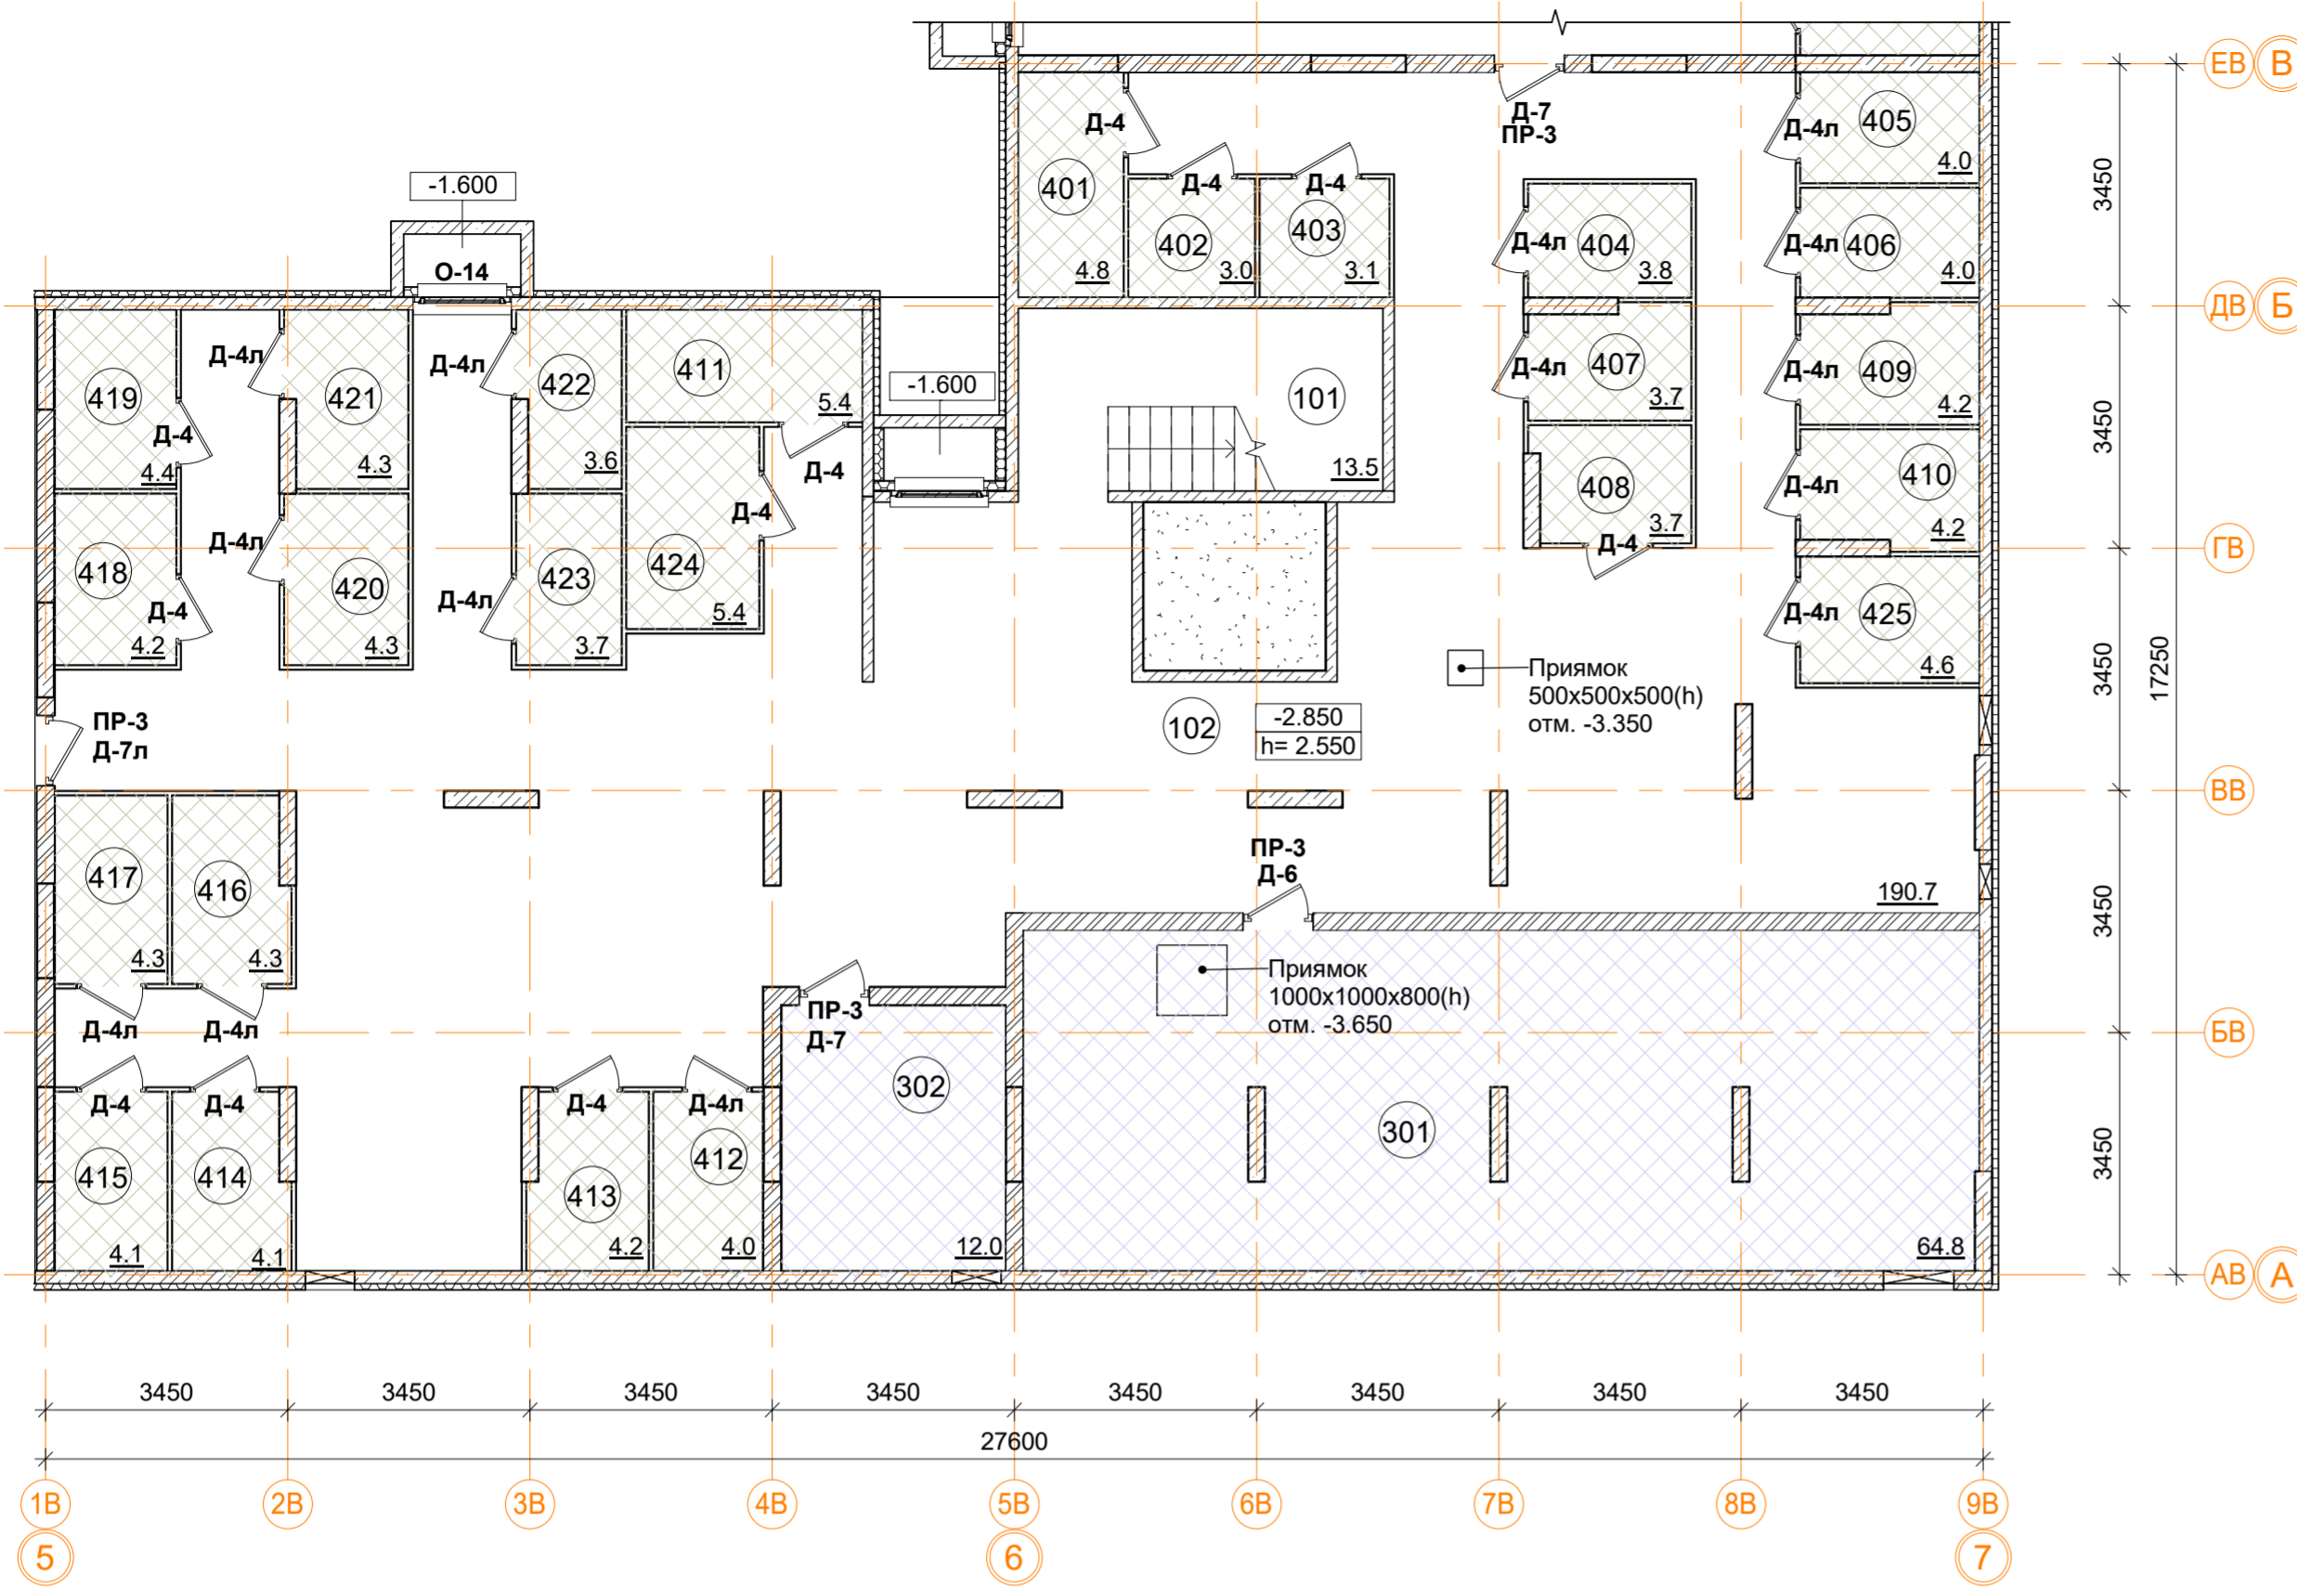 ЕВ В
Д-7
ПР-3
Д-4
405
Д-4л
4.0
401
Д-4
Д-4
402
403
4.8
3.0
3.1
404
Д-4л
3.8
406
Д-4л
4.0
3450
-1.600
О-14
ДВ Б
419
Д-4л
421
Д-4л
422
411
5.4
-1.600
101
13.5
Д-4л
407
3.7
Д-4л
409
4.2
3450
Д-4
4.4
4.3
3.6
Д-4
Д-4
408
3.7
Д-4
Д-4л
410
4.2
ГВ
418
Д-4
4.2
Д-4л
420
4.3
Д-4л
423
3.7
424
5.4
Д-4л
425
4.6
3450
17250
Приямок
500x500x500(h)
отм. -3.350
ПР-3
Д-7л
102
-2.850
h= 2.550
ВВ
417
416
4.3
4.3
ПР-3
Д-6
190.7
3450
Д-4л
Д-4л
ПР-3
Д-7
Приямок
1000x1000x800(h)
отм. -3.650
БВ
Д-4
Д-4
Д-4
Д-4л
302
301
3450
415
414
413
412
4.1
4.1
4.2
4.0
12.0
64.8
АВ А
3450
3450
3450
3450
3450
3450
3450
3450
27600
1В
2В
3В
4В
5В
6В
7В
8В
9В
5
6
7